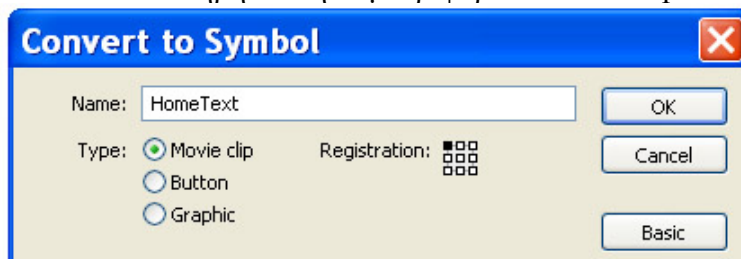 Convert to Symbol
Name: HomeText OK
Type: Movie clip Registration: Cancel
Button
Graphic
Basic